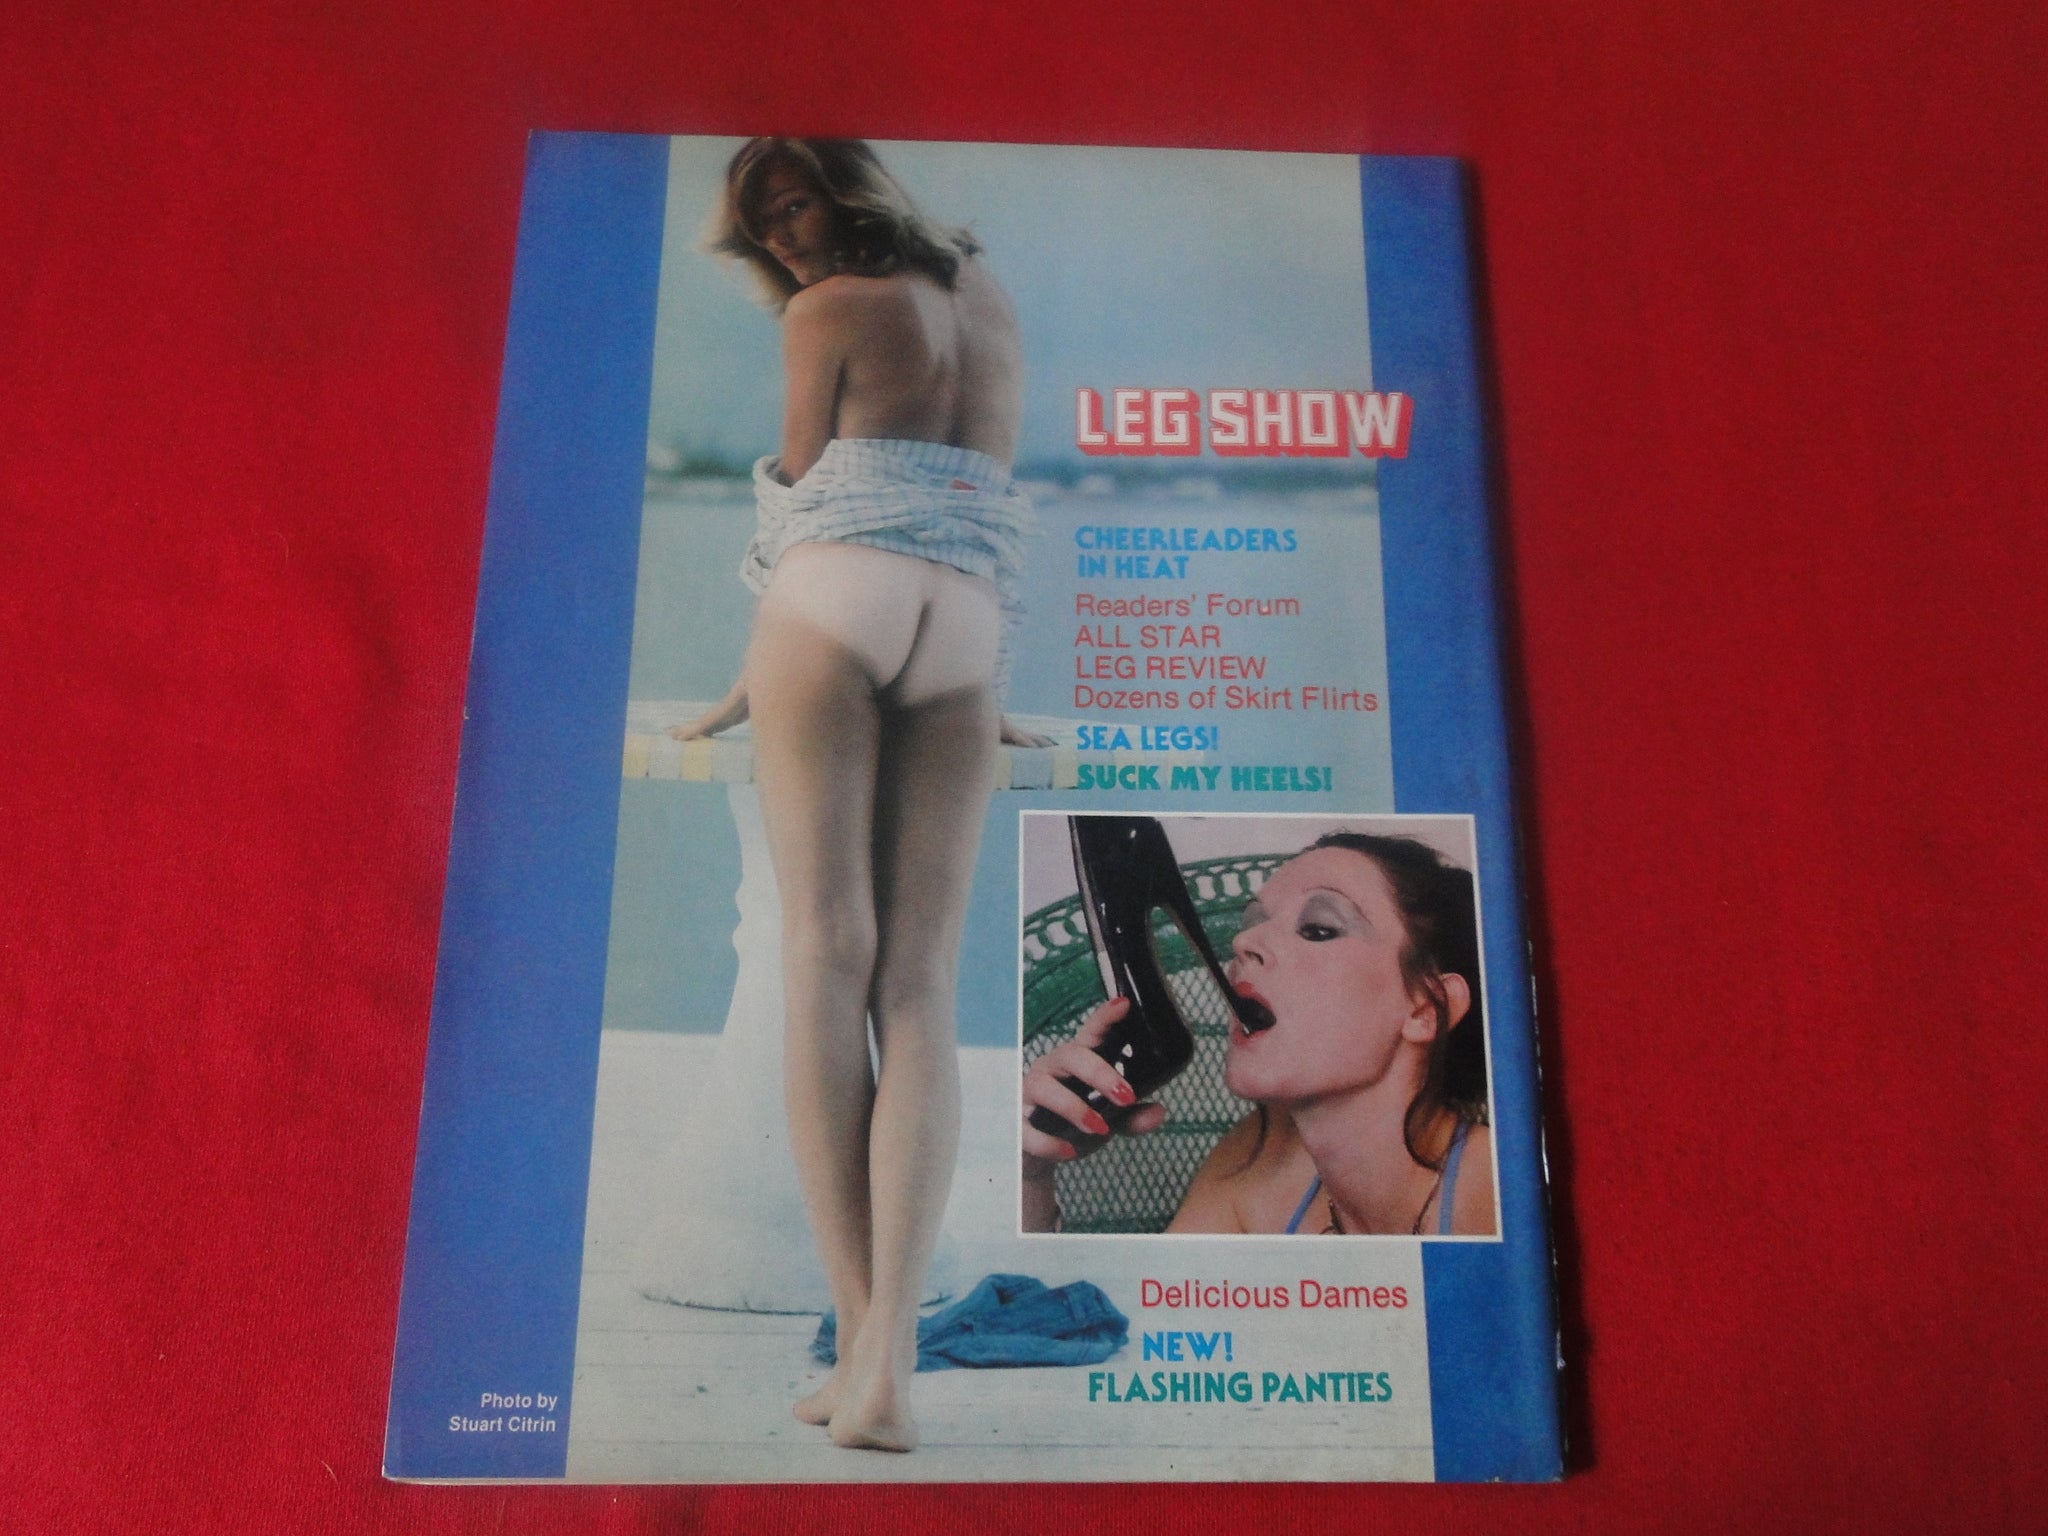 LEG SHOW
CHEERLEADERS
IN HEAT
Readers' Forum
ALL STAR
LEG REVIEW
Dozens of Skirt Flirts
SEA LEGS!
SUCK MY HEELS!
Delicious Dames
NEW!
FLASHING PANTIES
Photo by
Stuart Citrin